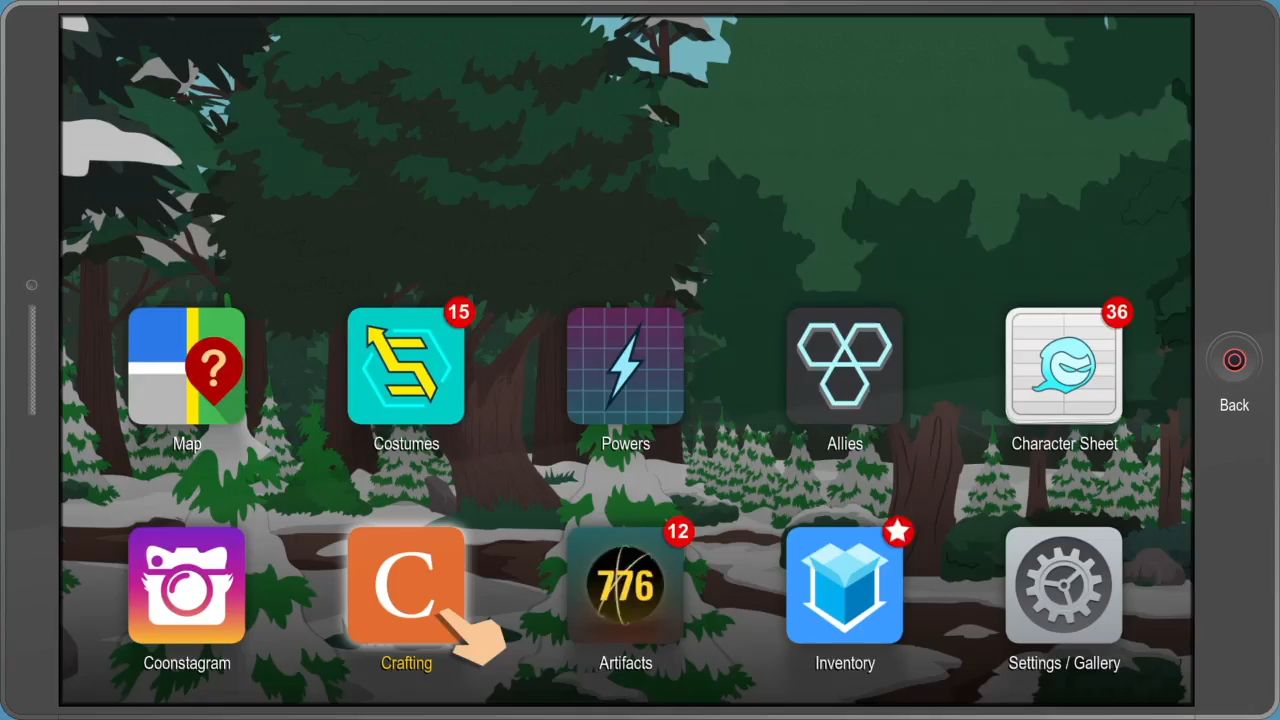 15
36
?
Map
Costumes
Powers
Allies
Character Sheet
Back
12
C
776
Coonstagram
Crafting
Artifacts
Inventory
Settings / Gallery